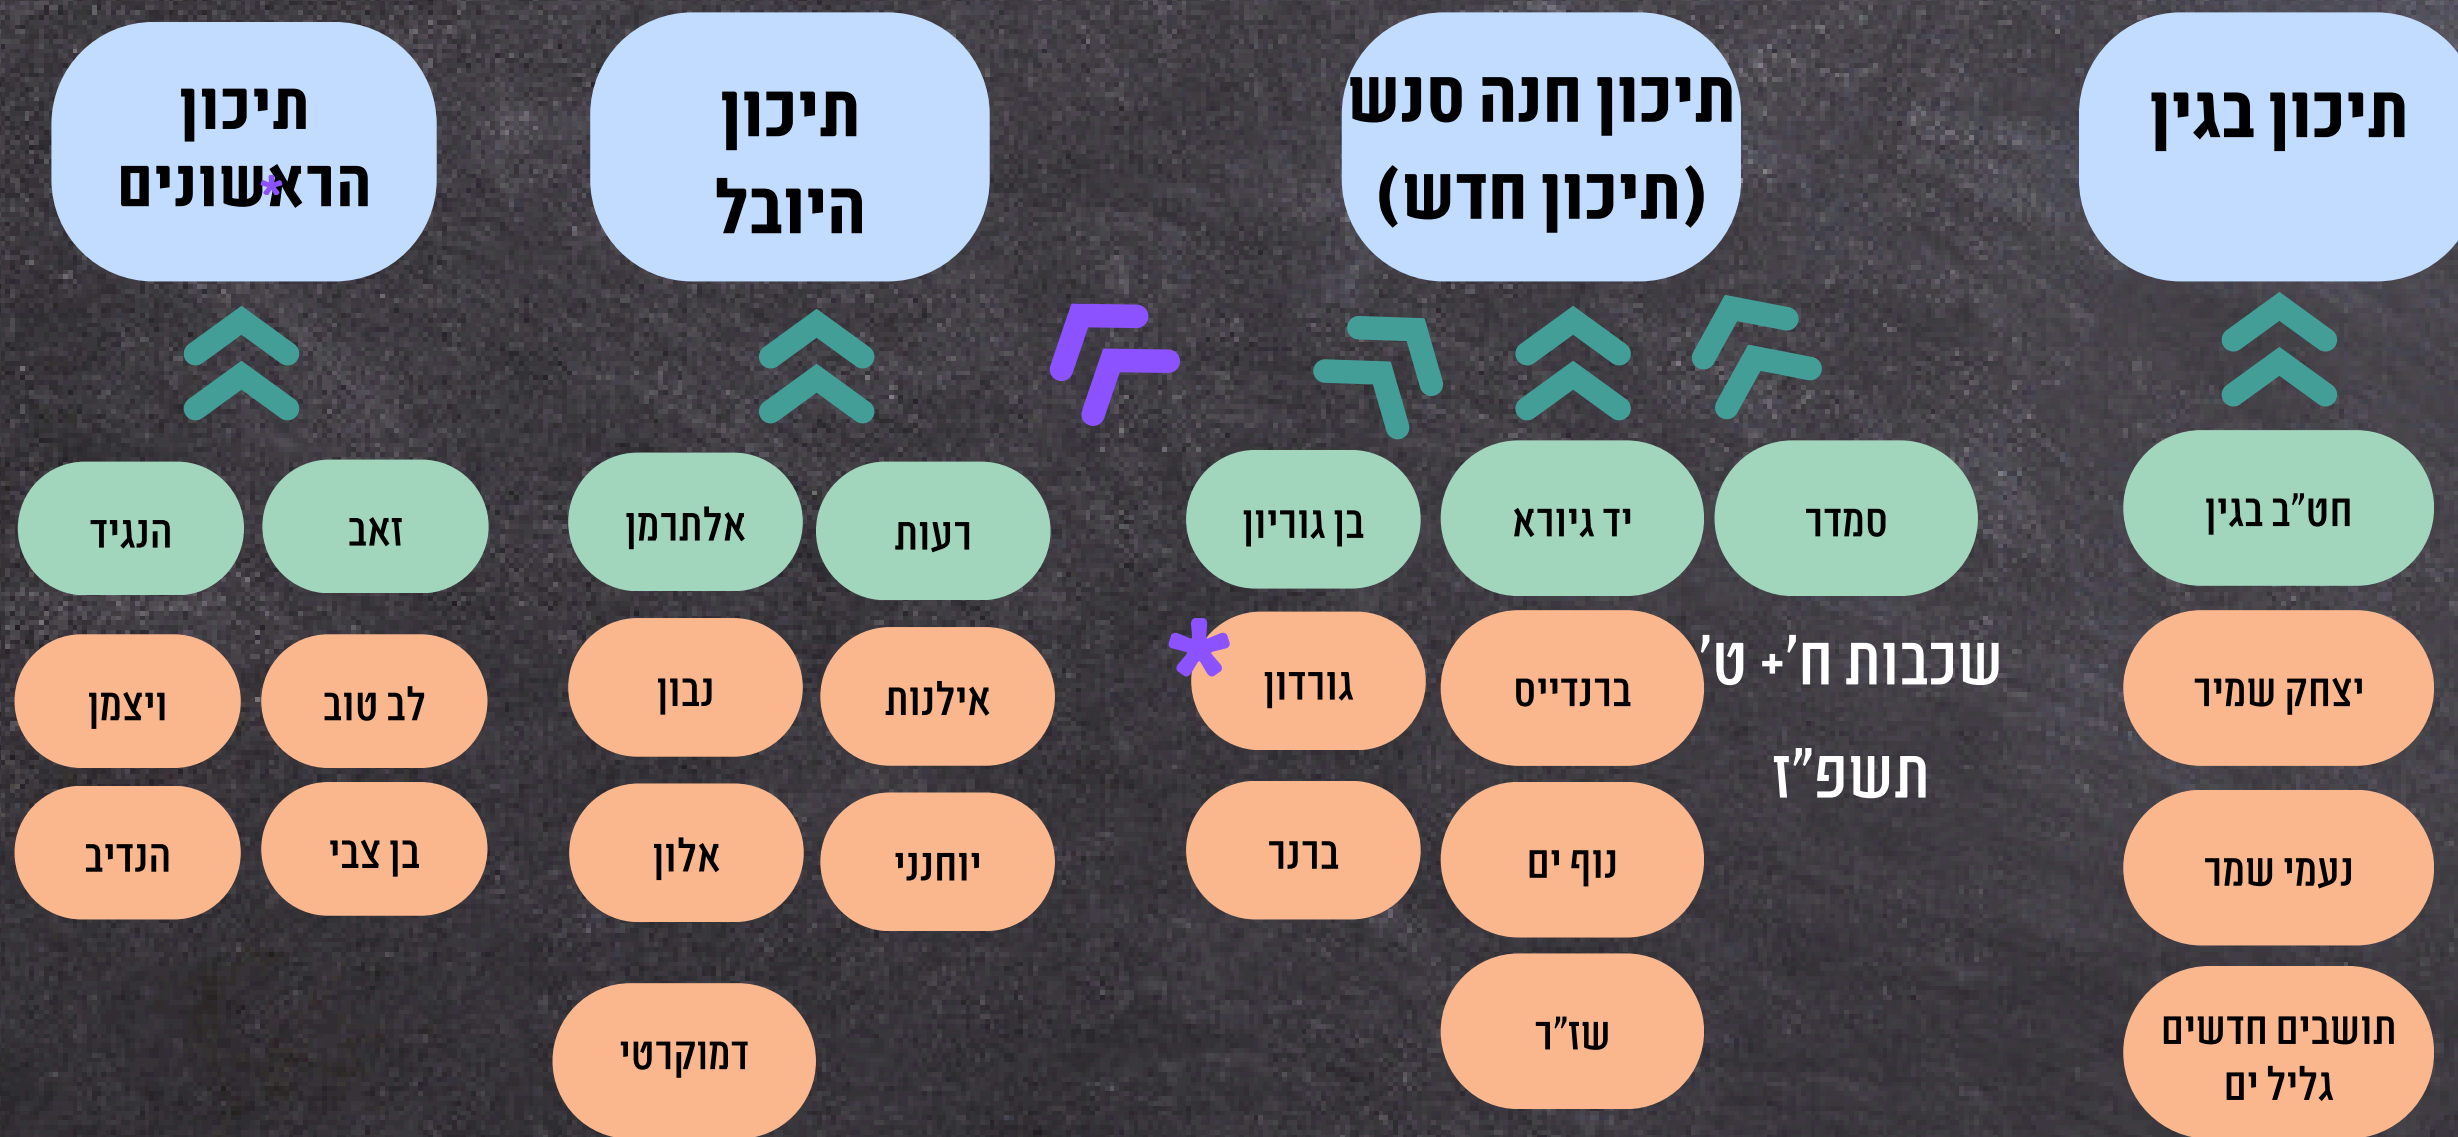 תיכון בגין
תיכון חנה סנש
(תיכון חדש)
תיכון
היובל
תיכון
הראשונים
*
חט"ב בגין
סמדר
יד גיורא
בן גוריון
רעות
אלתרמן
זאב
הנגיד
יצחק שמיר
שכבות ח'+ ט'
תשפ"ז
ברנדייס
גורדון
*
אילנות
נבון
לב טוב
ויצמן
נעמי שמר
נוף ים
ברנר
יוחנני
אלון
בן צבי
הנדיב
תושבים חדשים
גליל ים
שז"ר
דמוקרטי